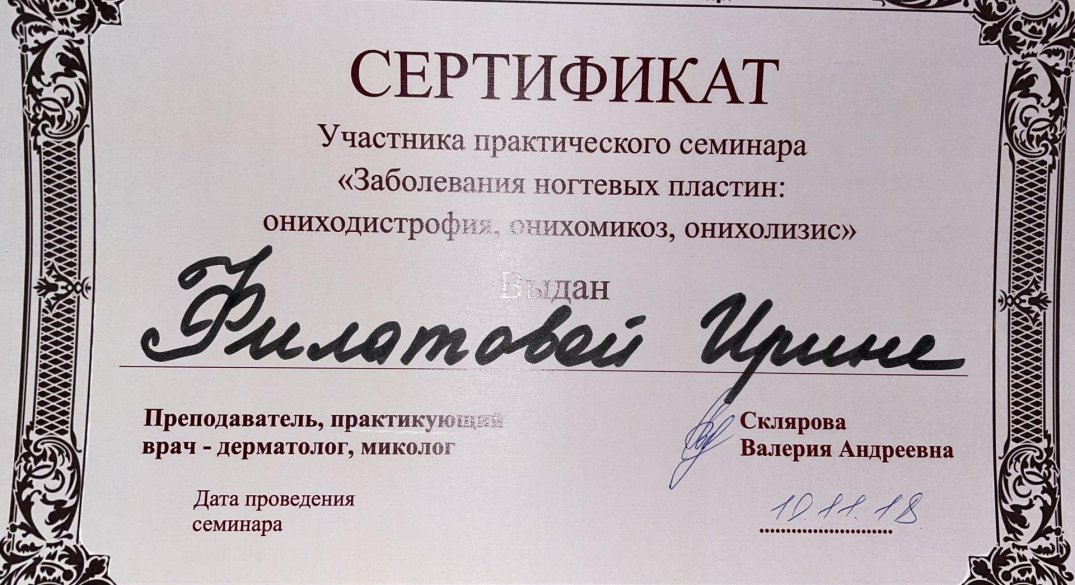 СЕРТИФИКАТ
Участника практического семинара
«Заболевания ногтевых пластин:
ониходистрофия, онихомикоз, онихолизис»
Выдан
Филатовой Ирине
Преподаватель, практикующий
врач - дерматолог, миколог
Склярова
Валерия Андреевна
Дата проведения
семинара
10.11.18